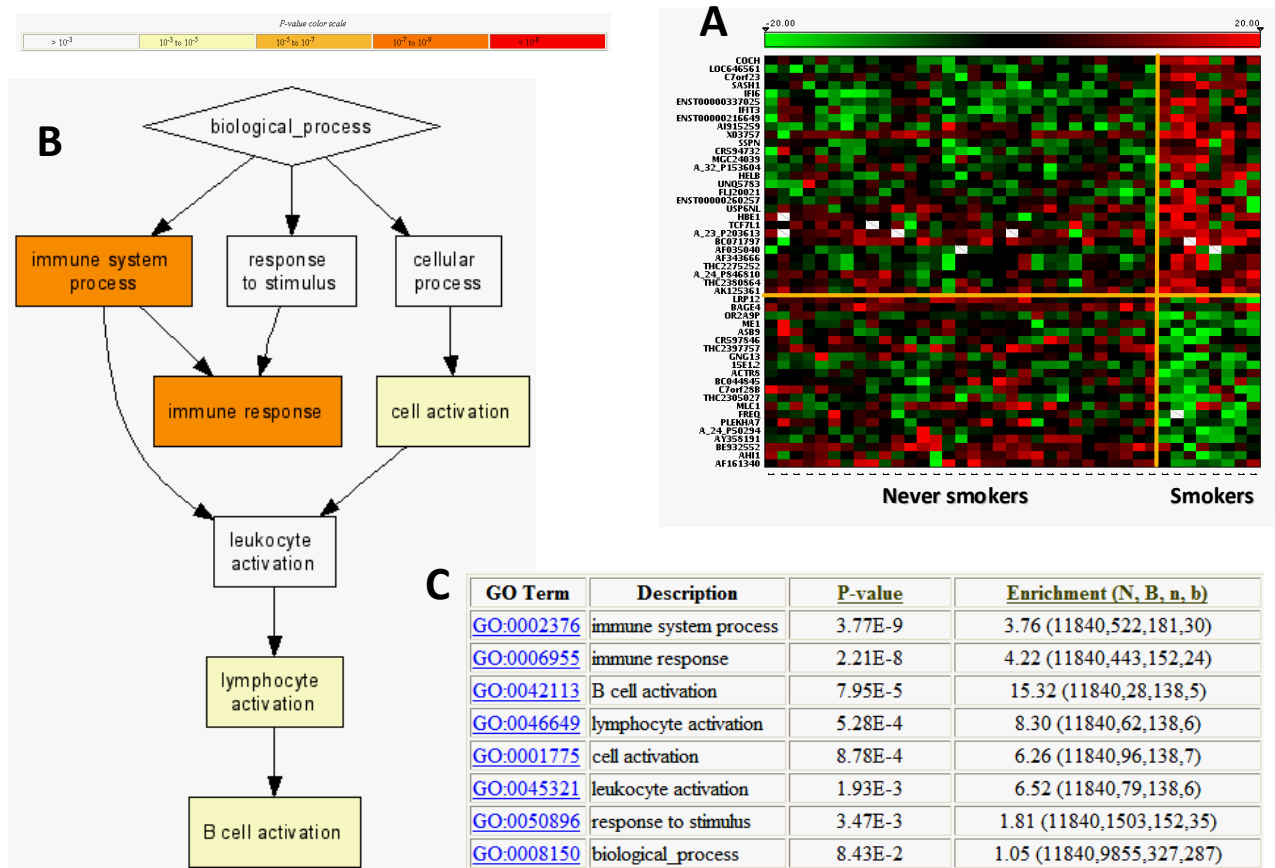 P-value color scale
> 10-3 10-3 to 10-5 10-5 to 10-7 10-7 to 10-9 < 10-9
A
-20.00 20.00
COCH
LOC646561
C7orf23
SASH1
IFI6
ENST00000337025
IFIT3
ENST00000216649
AI915259
X03757
SSPN
CR594732
MGC24039
A_32_P153604
HELB
UNQ5783
FLJ20021
ENST00000260257
USP6NL
HBE1
TCF7L1
A_23_P203613
BC071797
AF035040
AF343666
THC2275252
A_24_P846810
THC2380864
AK125361
LRP12
BAGE4
OR2A9P
ME1
ASB9
CR597846
THC2397757
GNG13
15E1.2
ACTR8
BC044845
C7orf28B
THC2305027
MLC1
FREQ
PLEKHA7
A_24_P50294
AY358191
BE932552
AHI1
AF161340
Never smokers Smokers
B
biological_process
immune system
process
response
to stimulus
cellular
process
immune response
cell activation
leukocyte
activation
lymphocyte
activation
B cell activation
C
GO Term Description P-value Enrichment (N, B, n, b)
GO:0002376 immune system process 3.77E-9 3.76 (11840,522,181,30)
GO:0006955 immune response 2.21E-8 4.22 (11840,443,152,24)
GO:0042113 B cell activation 7.95E-5 15.32 (11840,28,138,5)
GO:0046649 lymphocyte activation 5.28E-4 8.30 (11840,62,138,6)
GO:0001775 cell activation 8.78E-4 6.26 (11840,96,138,7)
GO:0045321 leukocyte activation 1.93E-3 6.52 (11840,79,138,6)
GO:0050896 response to stimulus 3.47E-3 1.81 (11840,1503,152,35)
GO:0008150 biological_process 8.43E-2 1.05 (11840,9855,327,287)